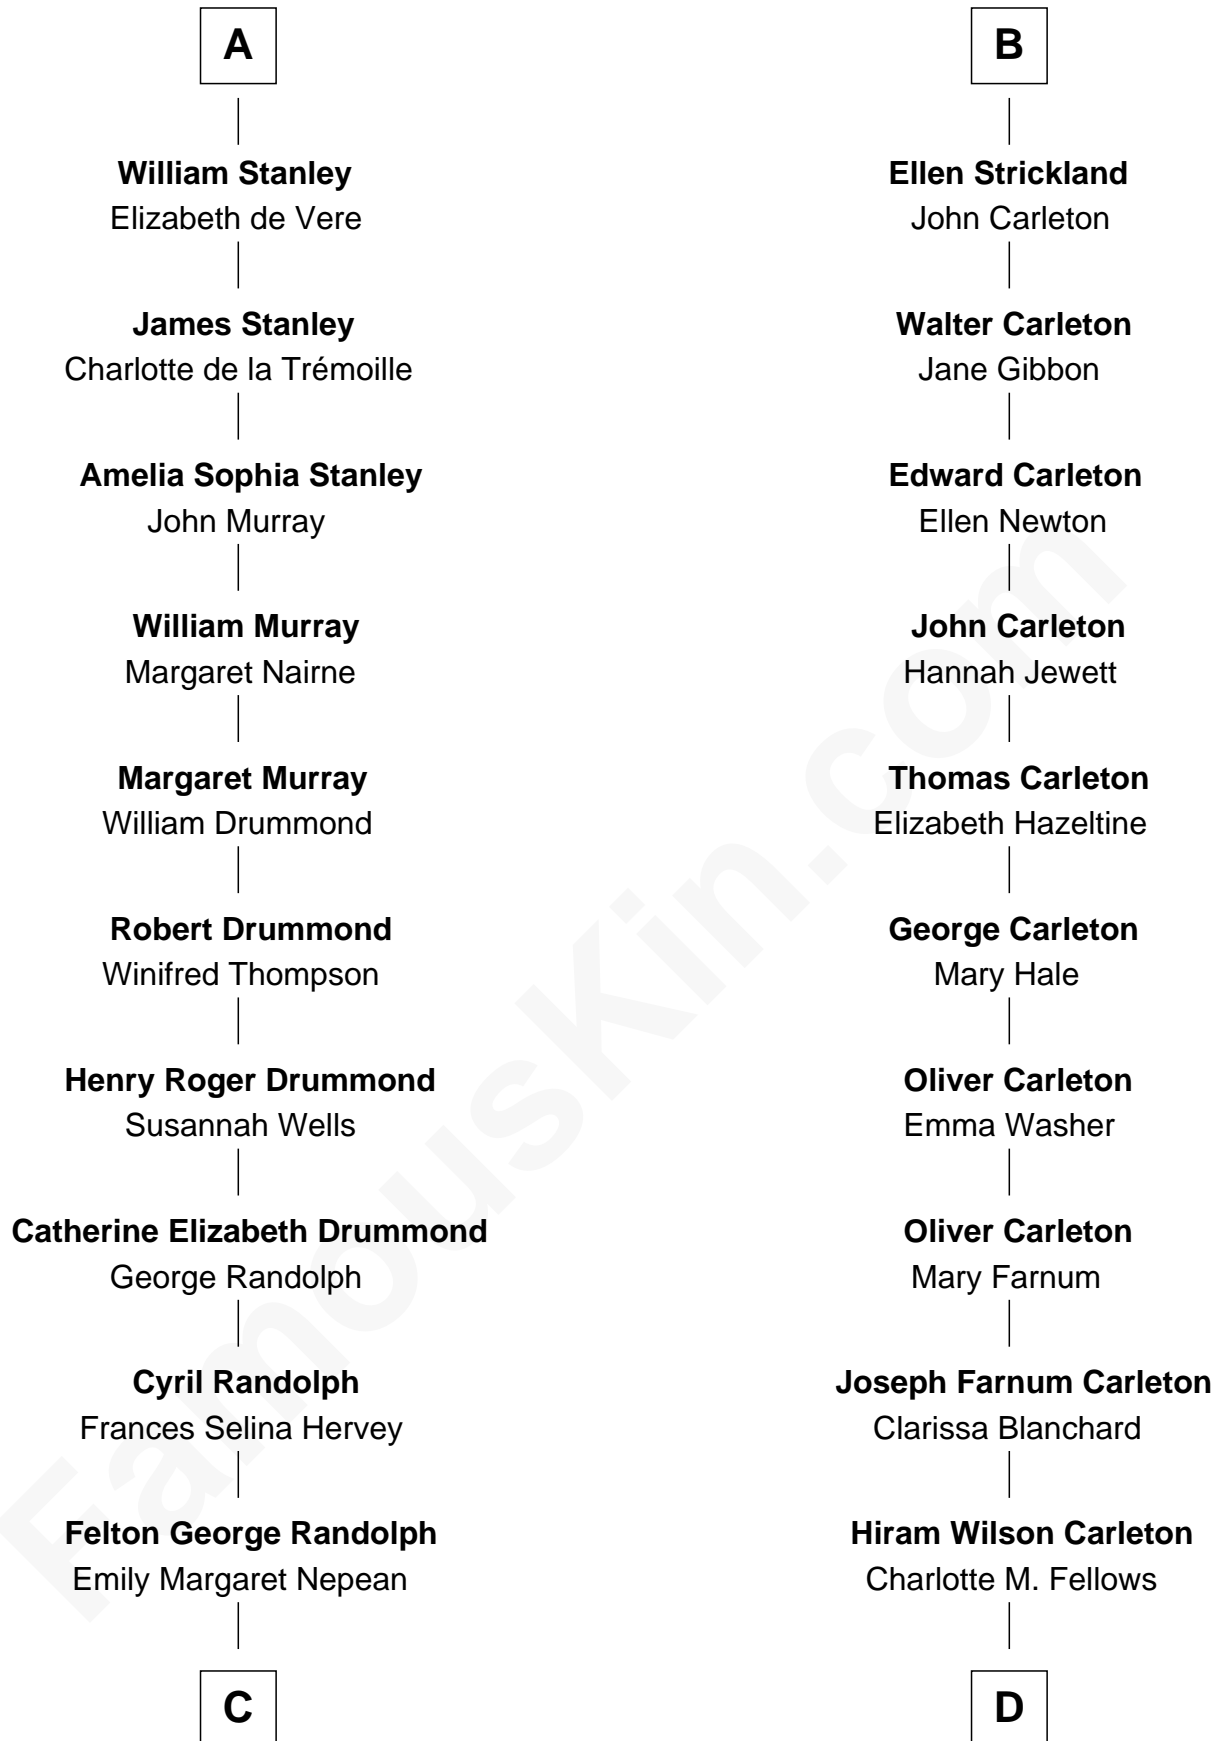 A
William Stanley
Elizabeth de Vere
James Stanley
Charlotte de la Trémoille
Amelia Sophia Stanley
John Murray
William Murray
Margaret Nairne
Margaret Murray
William Drummond
Robert Drummond
Winifred Thompson
Henry Roger Drummond
Susannah Wells
Catherine Elizabeth Drummond
George Randolph
Cyril Randolph
Frances Selina Hervey
Felton George Randolph
Emily Margaret Nepean
C
B
Ellen Strickland
John Carleton
Walter Carleton
Jane Gibbon
Edward Carleton
Ellen Newton
John Carleton
Hannah Jewett
Thomas Carleton
Elizabeth Hazeltine
George Carleton
Mary Hale
Oliver Carleton
Emma Washer
Oliver Carleton
Mary Farnum
Joseph Farnum Carleton
Clarissa Blanchard
Hiram Wilson Carleton
Charlotte M. Fellows
D
FamousKin.com